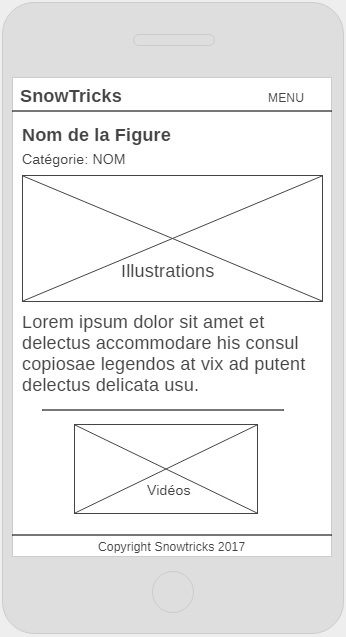 SnowTricks
MENU
Nom de la Figure
Catégorie: NOM
Illustrations
Lorem ipsum dolor sit amet et
delectus accommodare his consul
copiosae legendos at vix ad putent
delectus delicata usu.
Vidéos
Copyright Snowtricks 2017